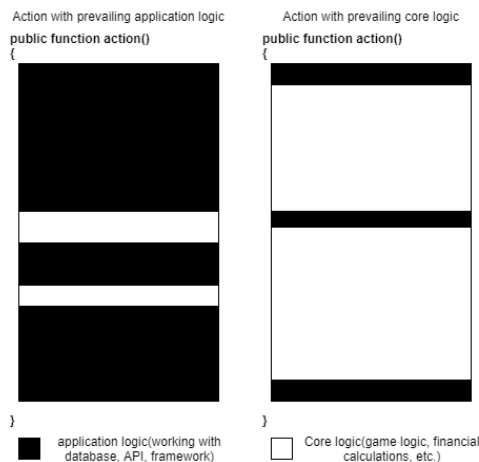 Action with prevailing application logic
public function action()
{
}
application logic(working with
database, API, framework)
Action with prevailing core logic
public function action()
{
}
Core logic(game logic, financial
calculations, etc.)